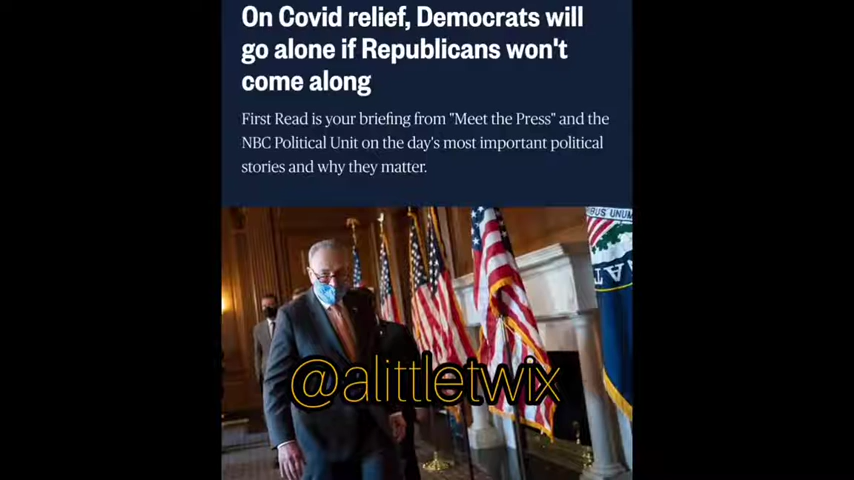 On Covid relief, Democrats will
go alone if Republicans won't
come along
First Read is your briefing from "Meet the Press" and the
NBC Political Unit on the day's most important political
stories and why they matter.
BUS UNUM
@alittletwix